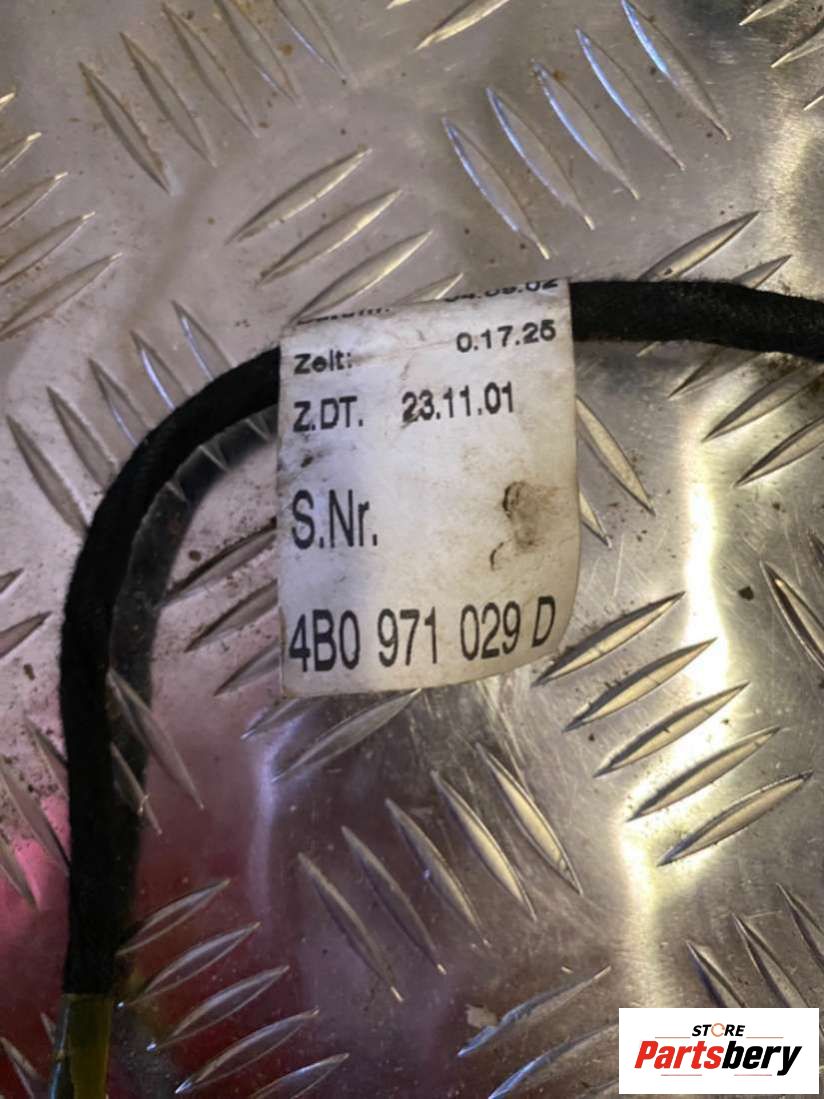 Zeit: 0.17.25
Z.DT. 23.11.01
S.Nr.
4B0 971 029 D
STORE
Partsbery